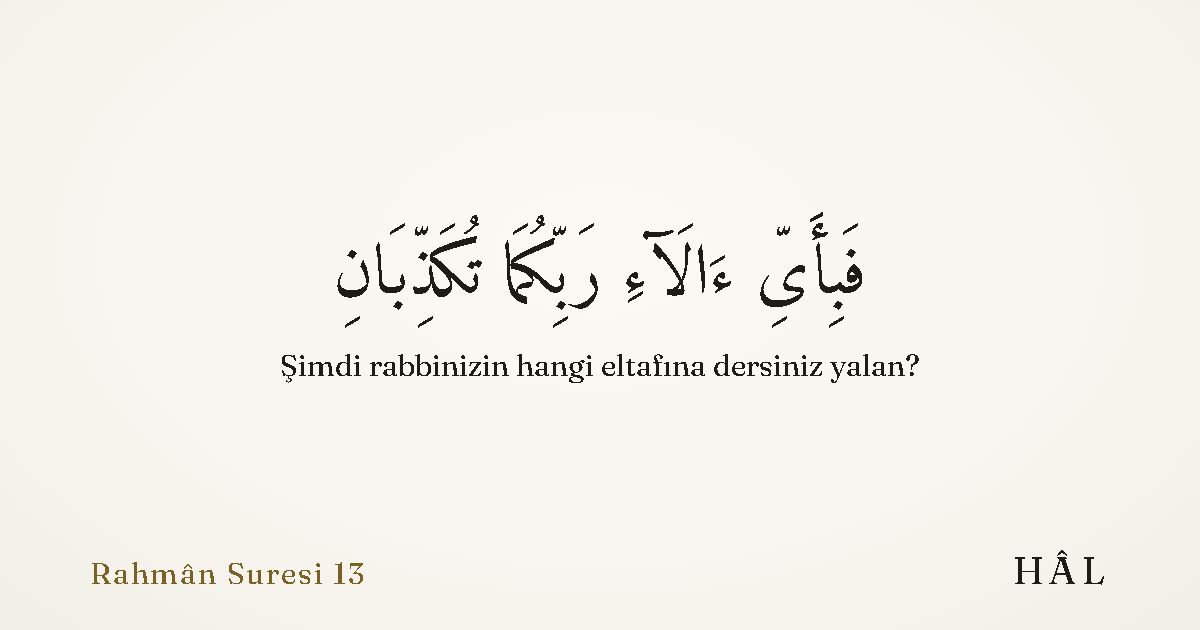 فَبِأَىِّ ءَالَآءِ رَبِّكُمَا تُكَذِّبَانِ
Şimdi rabbinizin hangi eltafına dersiniz yalan?
Rahmân Suresi 13
HÂL